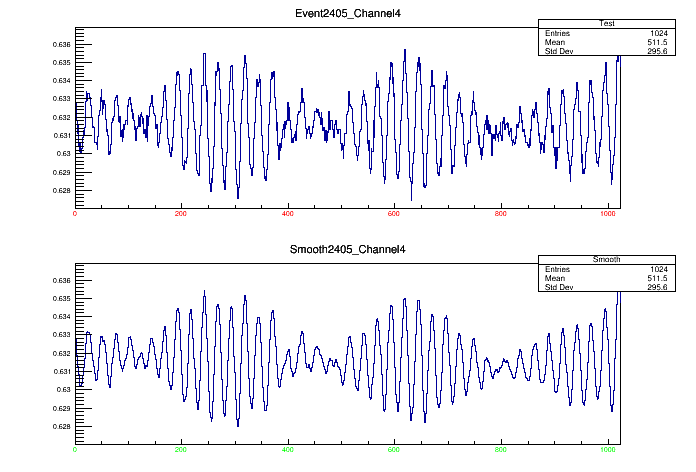 Event2405_Channel4
Test
Entries 1024
Mean 511.5
Std Dev 295.6
0.636
0.635
0.634
0.633
0.632
0.631
0.63
0.629
0.628
0 200 400 600 800 1000
Smooth2405_Channel4
Smooth
Entries 1024
Mean 511.5
Std Dev 295.6
0.636
0.635
0.634
0.633
0.632
0.631
0.63
0.629
0.628
0 200 400 600 800 1000